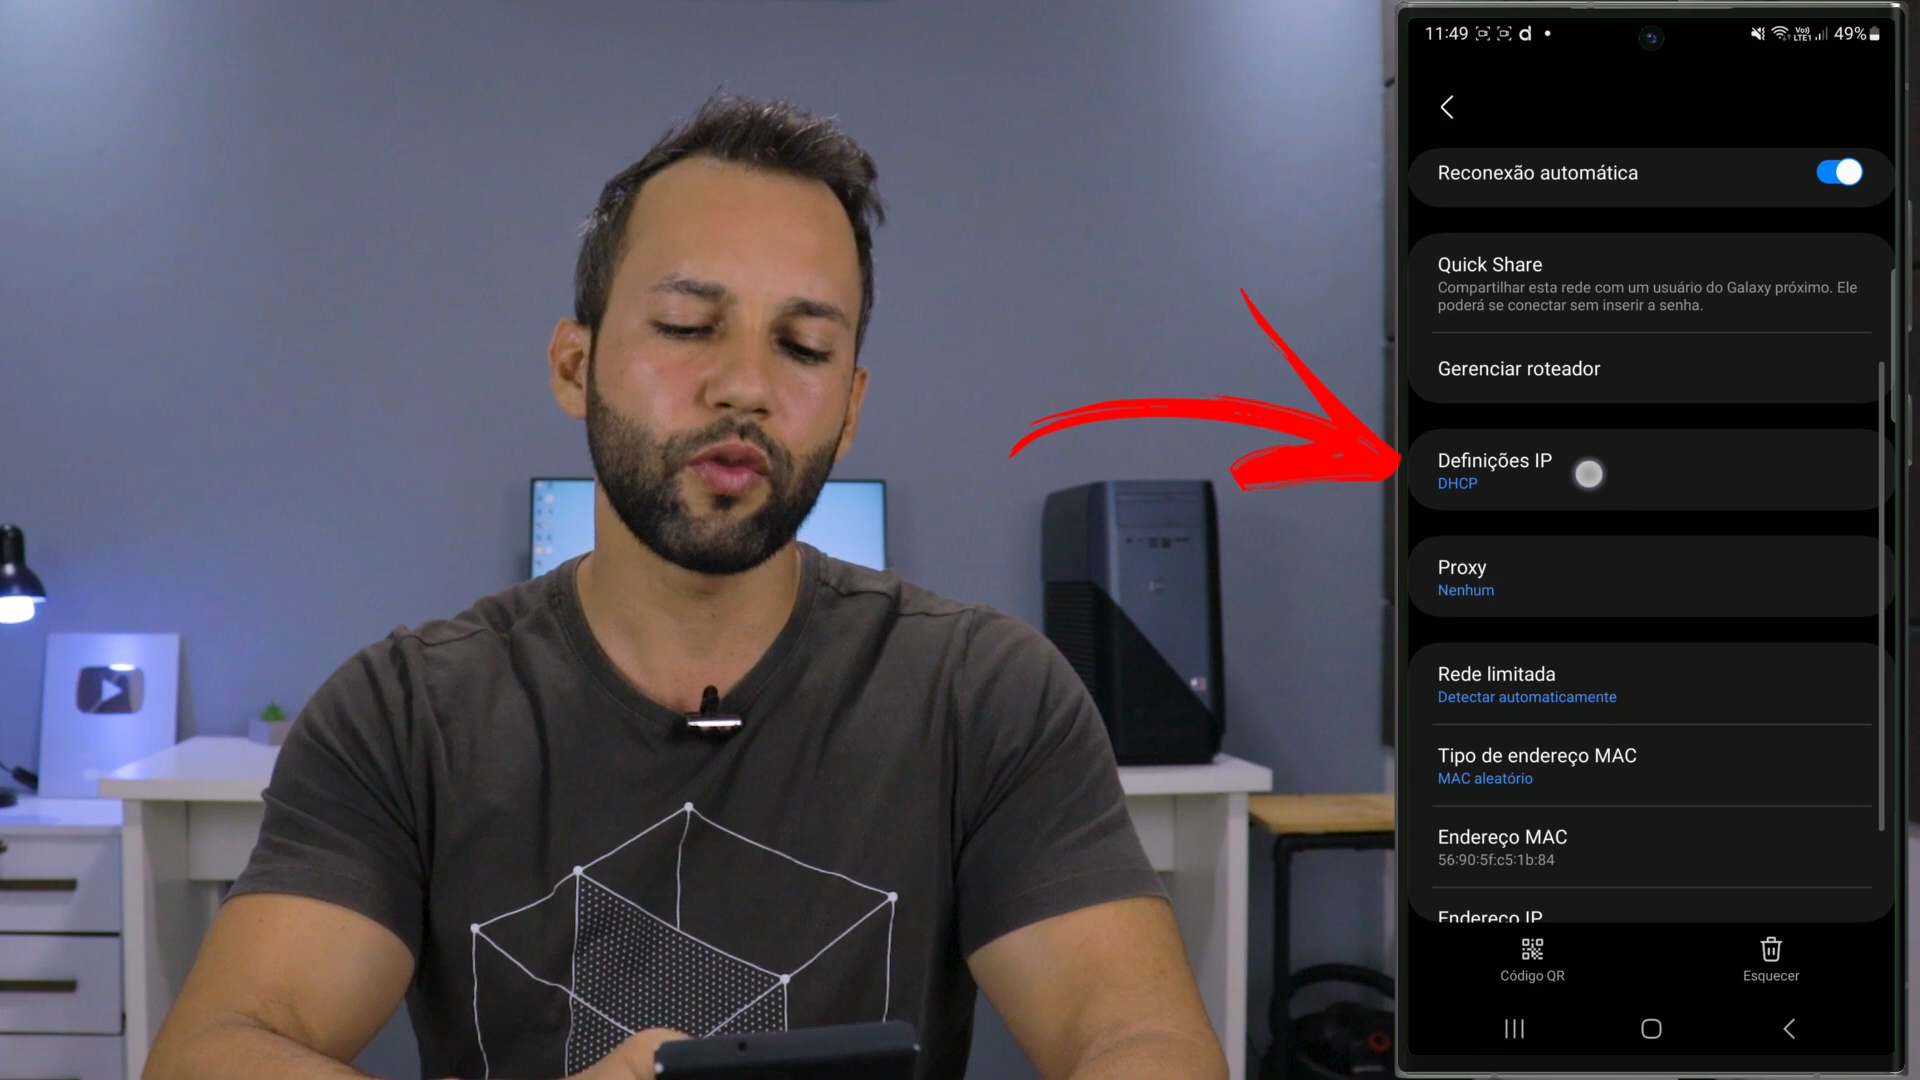 11:49
Vo))
LTE1
49%
Reconexão automática
Quick Share
Compartilhar esta rede com um usuário do Galaxy próximo. Ele
poderá se conectar sem inserir a senha.
Gerenciar roteador
Definições IP
DHCP
Proxy
Nenhum
Rede limitada
Detectar automaticamente
Tipo de endereço MAC
MAC aleatório
Endereço MAC
56:90:5f:c5:1b:84
Endereço IP
Código QR
Esquecer